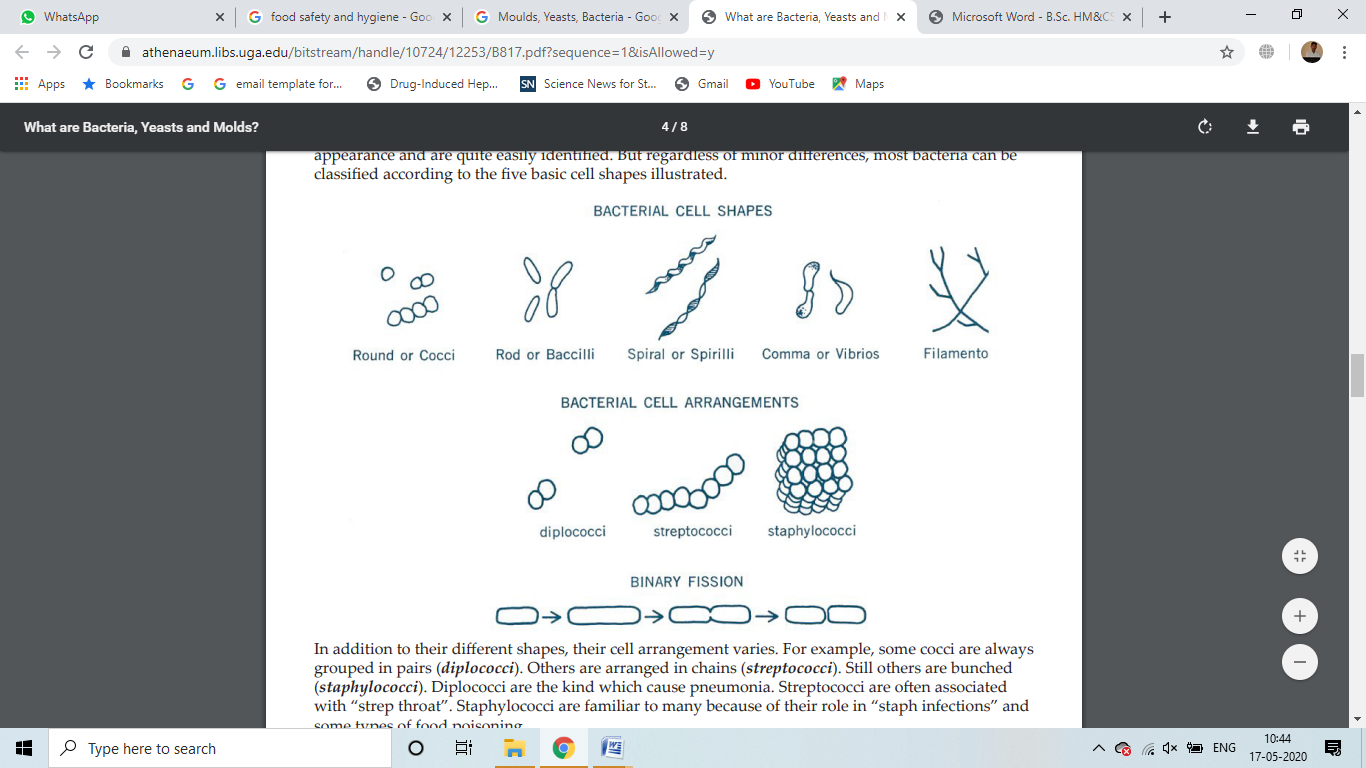 WhatsApp
food safety and hygiene - Goo
Moulds, Yeasts, Bacteria - Goo
What are Bacteria, Yeasts and
Microsoft Word - B.Sc. HM&CS
athenaeum.libs.uga.edu/bitstream/handle/10724/12253/B817.pdf?sequence=1&isAllowed=y
Apps
Bookmarks
email template for...
Drug-Induced Hep...
SN
Science News for St...
Gmail
YouTube
Maps
What are Bacteria, Yeasts and Molds?
4 / 8
appearance and are quite easily identified. But regardless of minor differences, most bacteria can be
classified according to the five basic cell shapes illustrated.
BACTERIAL CELL SHAPES
Round or Cocci
Rod or Baccilli
Spiral or Spirilli
Comma or Vibrios
Filamento
BACTERIAL CELL ARRANGEMENTS
diplococci
streptococci
staphylococci
BINARY FISSION
In addition to their different shapes, their cell arrangement varies. For example, some cocci are always
grouped in pairs (diplococci). Others are arranged in chains (streptococci). Still others are bunched
(staphylococci). Diplococci are the kind which cause pneumonia. Streptococci are often associated
with “strep throat”. Staphylococci are familiar to many because of their role in “staph infections” and
some types of food poisoning.
Type here to search
ENG
10:44
17-05-2020